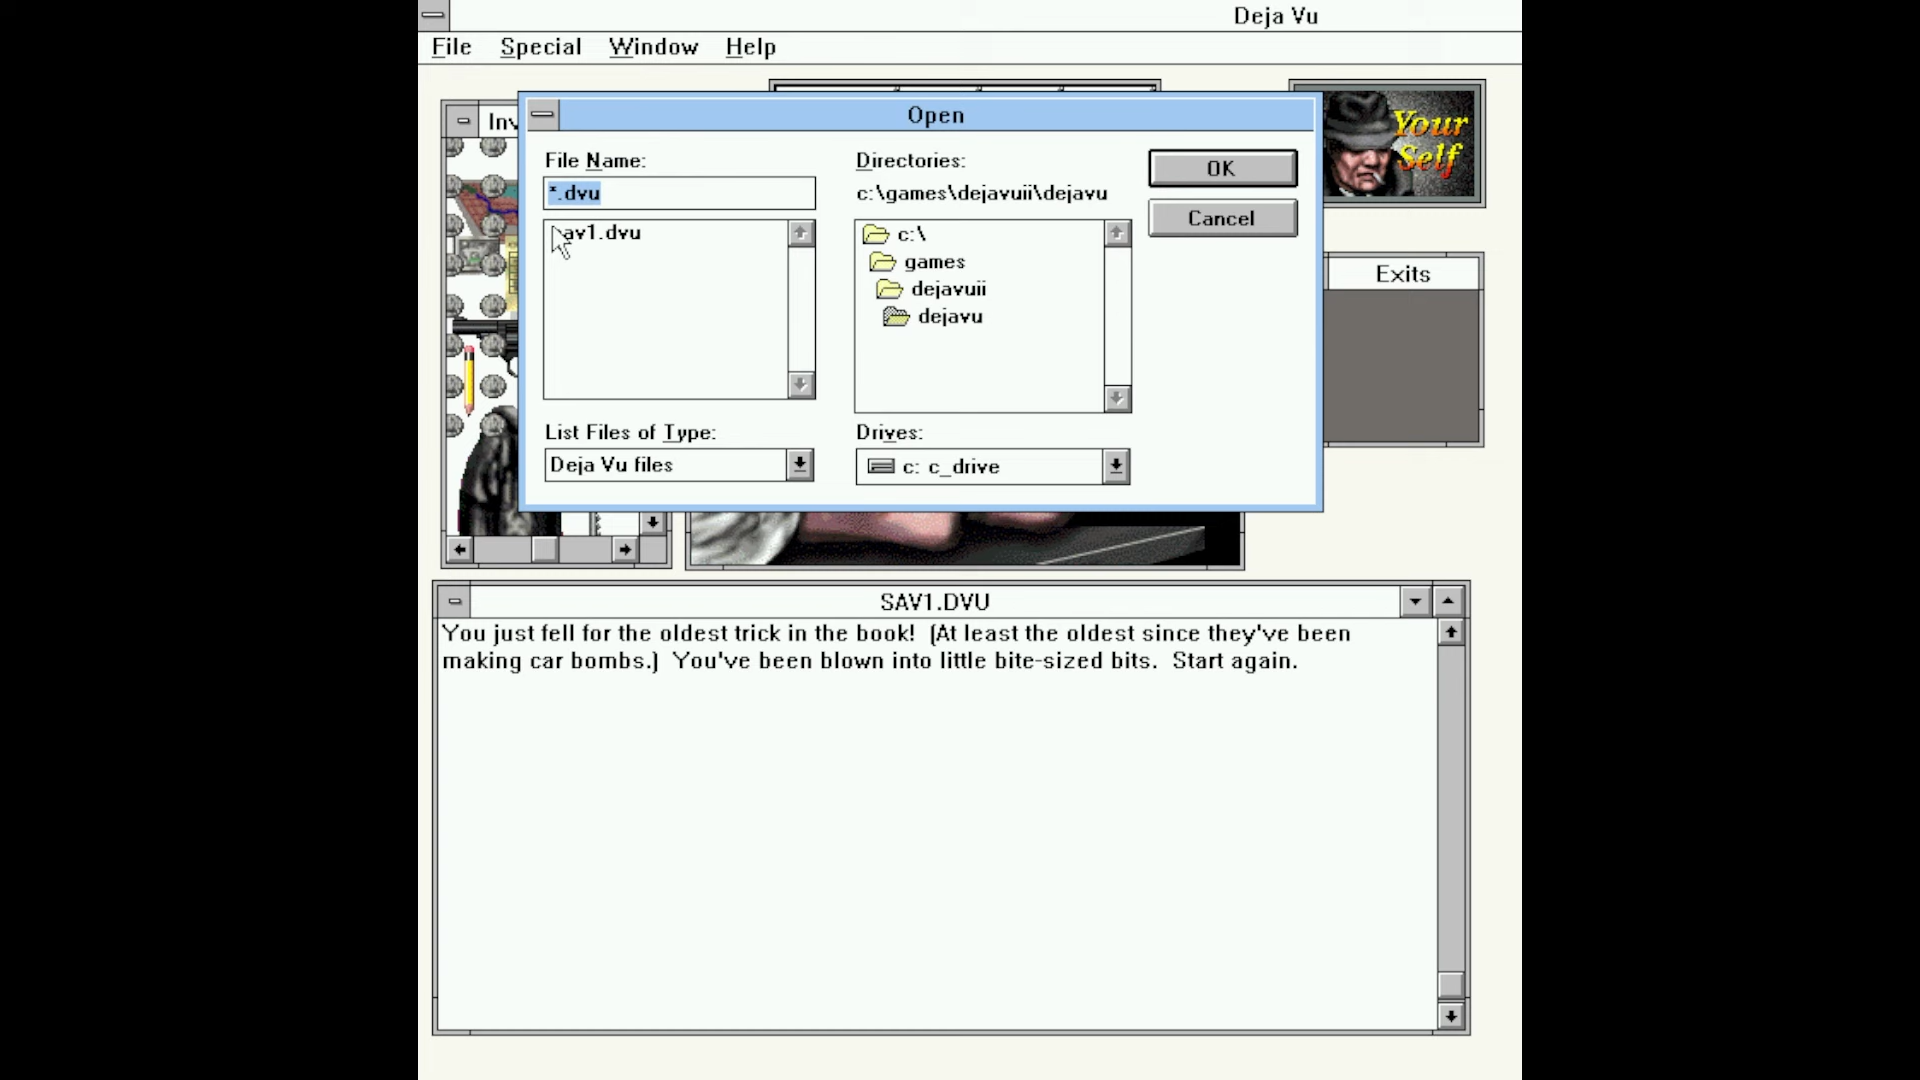 Deja Vu
File Special Window Help
Inv
Open
File Name:
*.dvu
sav1.dvu
List Files of Type:
Deja Vu files
Directories:
c:\games\dejavuii\dejavu
c:\
games
dejavuii
dejavu
Drives:
c: c_drive
OK
Cancel
Your
Self
Exits
SAV1.DVU
You just fell for the oldest trick in the book!  (At least the oldest since they've been
making car bombs.)  You've been blown into little bite-sized bits.  Start again.